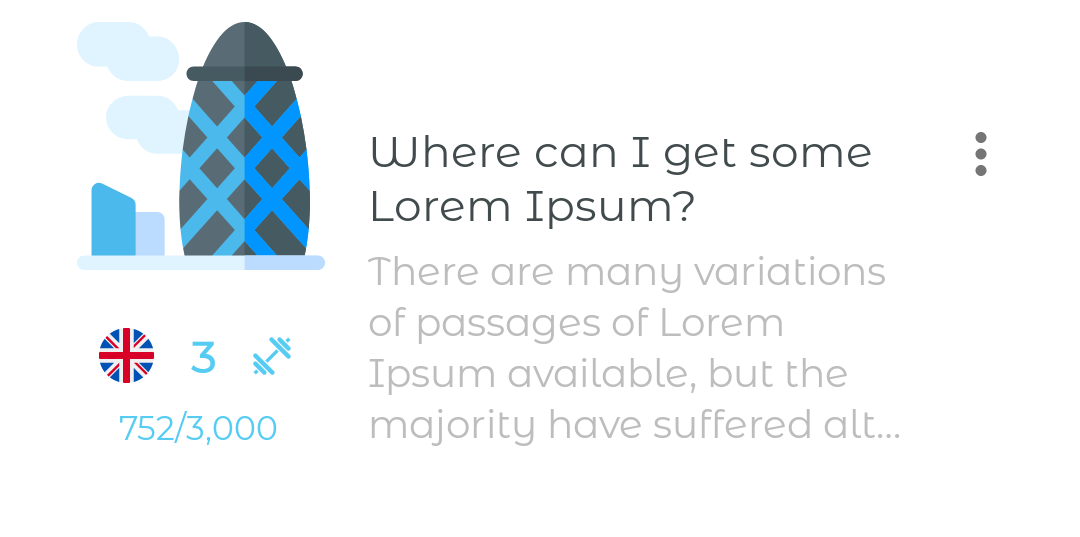 Where can I get some
Lorem Ipsum?
There are many variations
of passages of Lorem
Ipsum available, but the
majority have suffered alt...
3
752/3,000